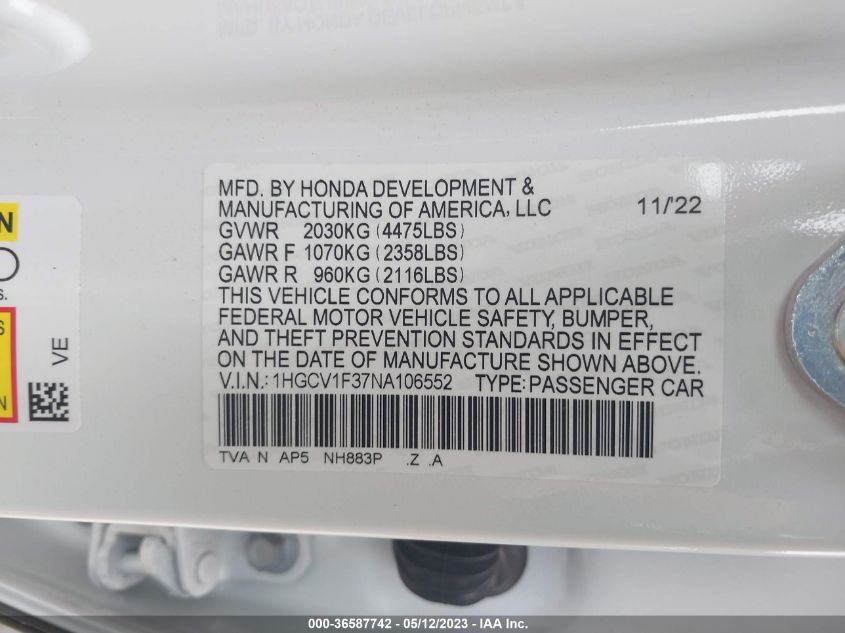 MFD. BY HONDA DEVELOPMENT &
MANUFACTURING OF AMERICA, LLC 11/'22
GVWR 2030KG (4475LBS)
GAWR F 1070KG (2358LBS)
GAWR R 960KG (2116LBS)
THIS VEHICLE CONFORMS TO ALL APPLICABLE
FEDERAL MOTOR VEHICLE SAFETY, BUMPER,
AND THEFT PREVENTION STANDARDS IN EFFECT
ON THE DATE OF MANUFACTURE SHOWN ABOVE.
V.I.N.: 1HGCV1F37NA106552 TYPE: PASSENGER CAR
TVA N AP5 NH883P .Z .A
N
S.
S
N
VE
000-36587742 - 05/12/2023 - IAA Inc.